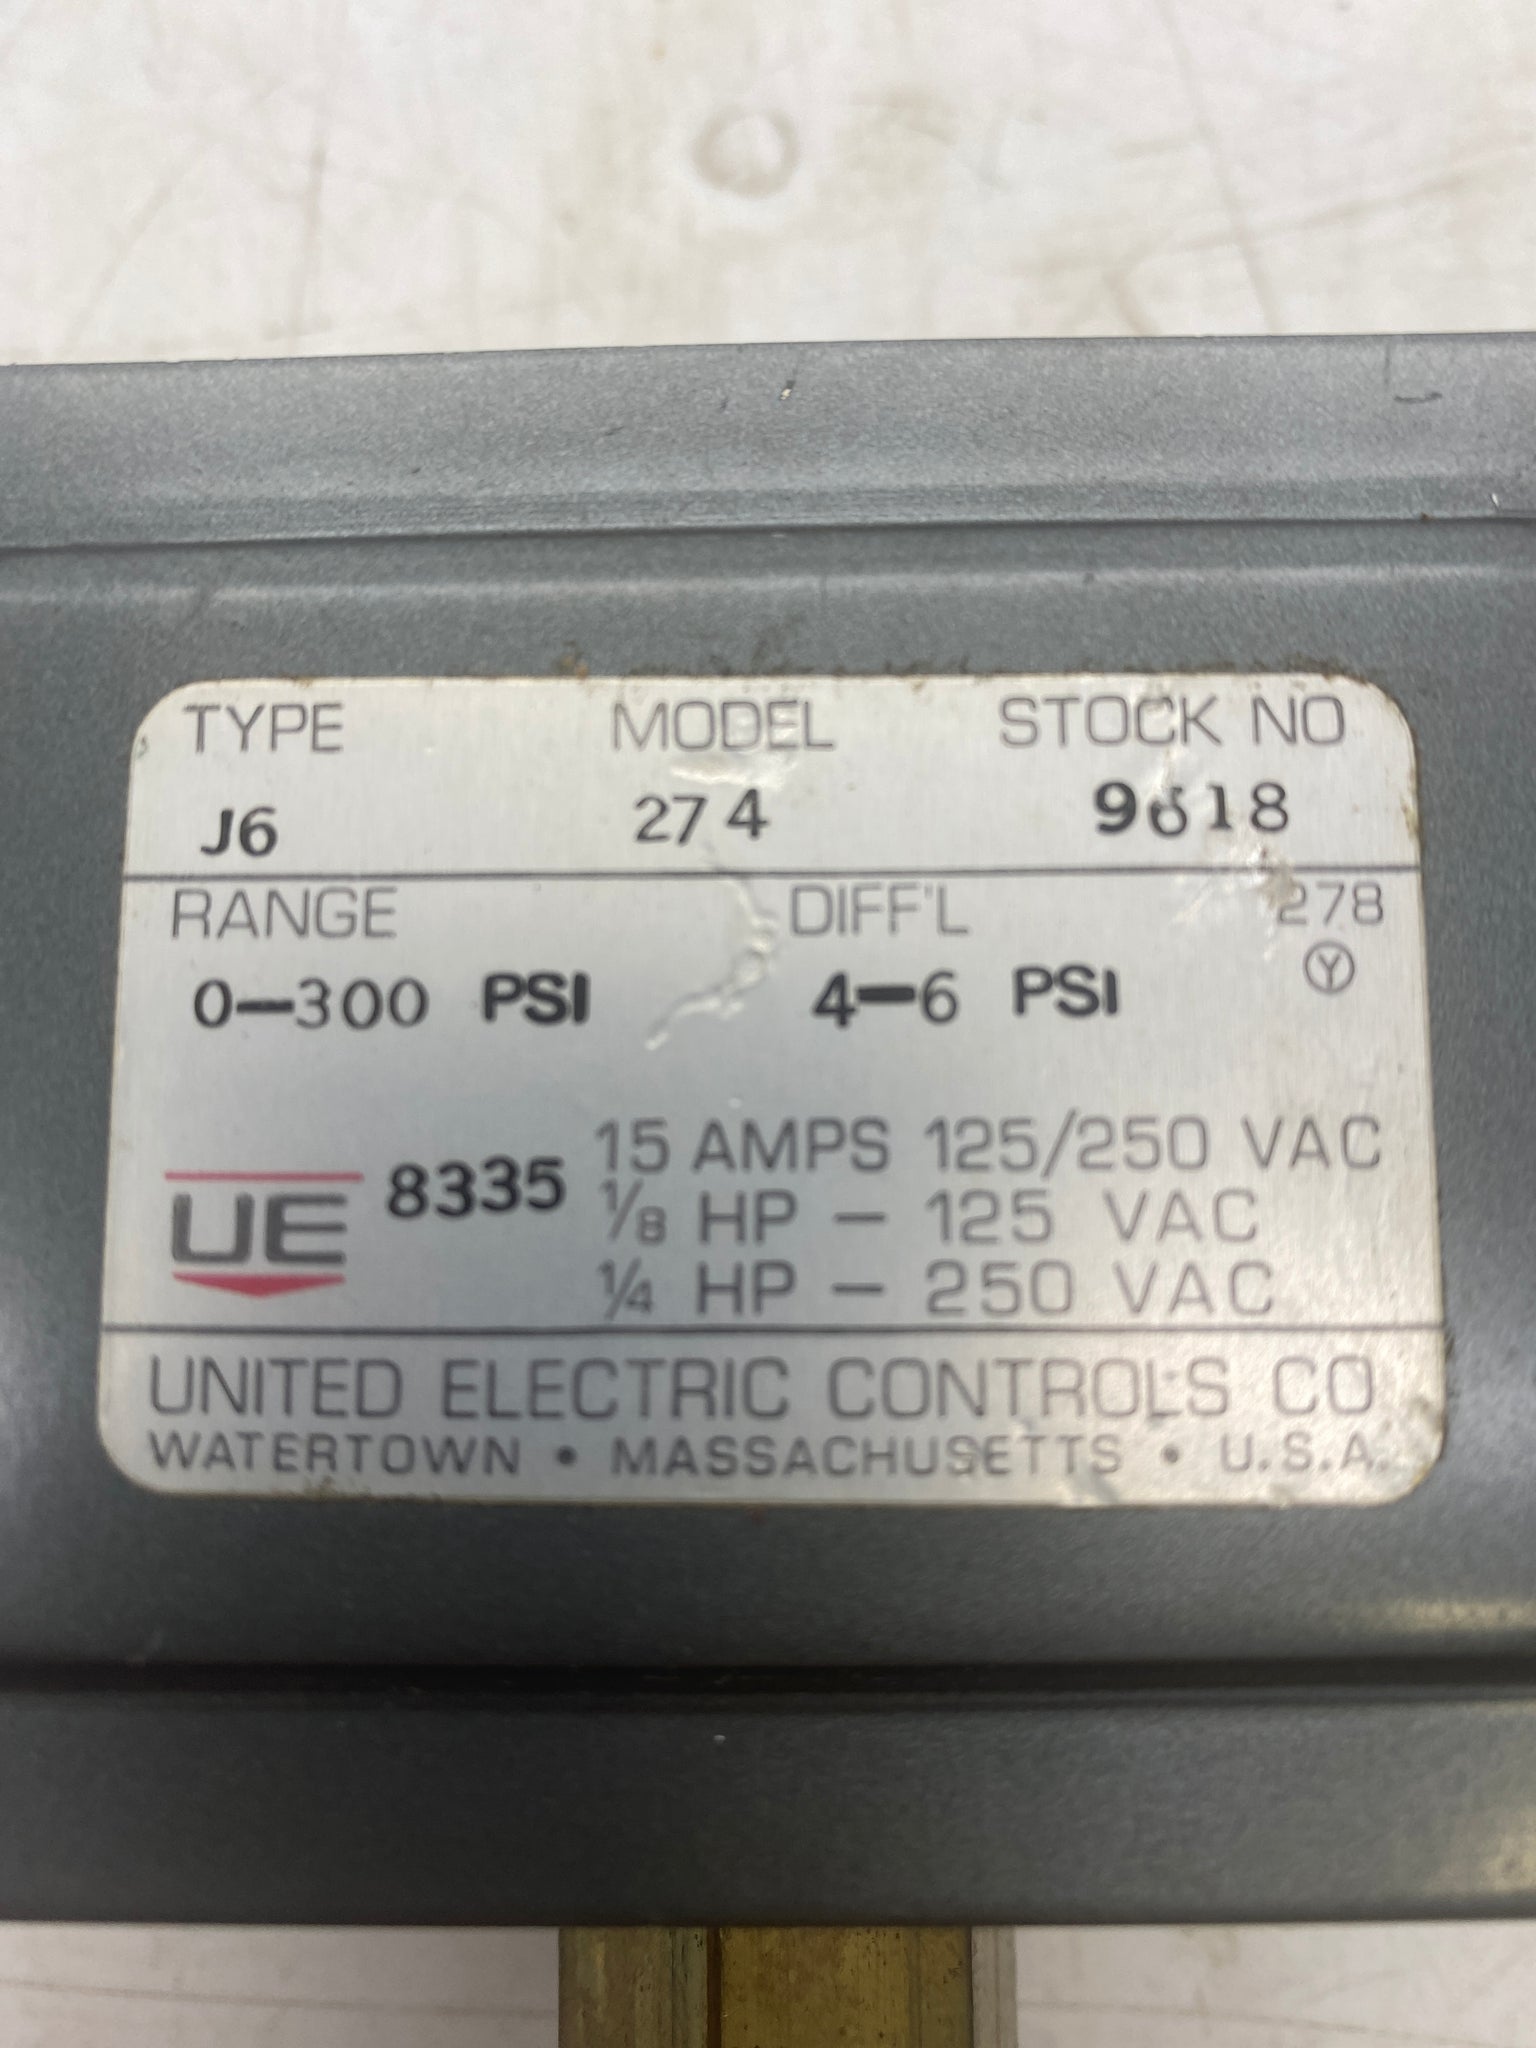 TYPE MODEL STOCK NO
J6 274 9618
RANGE DIFF'L 278
0-300 PSI 4-6 PSI Y
UE 8335 15 AMPS 125/250 VAC
1/8 HP - 125 VAC
1/4 HP - 250 VAC
UNITED ELECTRIC CONTROLS CO
WATERTOWN • MASSACHUSETTS • U.S.A.